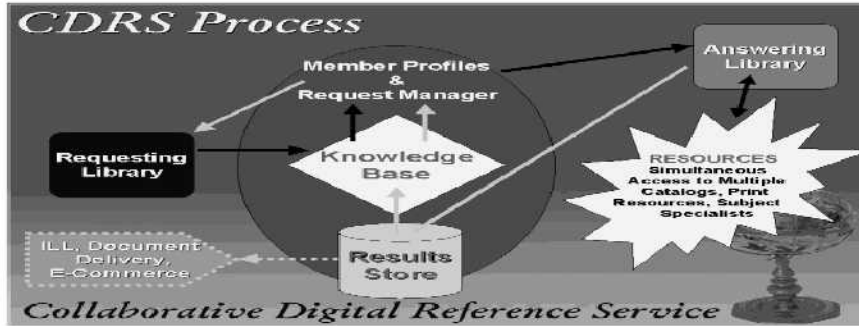 CDRS Process
Member Profiles
&
Request Manager
Answering
Library
Requesting
Library
Knowledge
Base
RESOURCES
Simultaneous
Access to Multiple
Catalogs, Print
Resources, Subject
Specialists
ILL, Document
Delivery,
E-Commerce
Results
Store
Collaborative Digital Reference Service